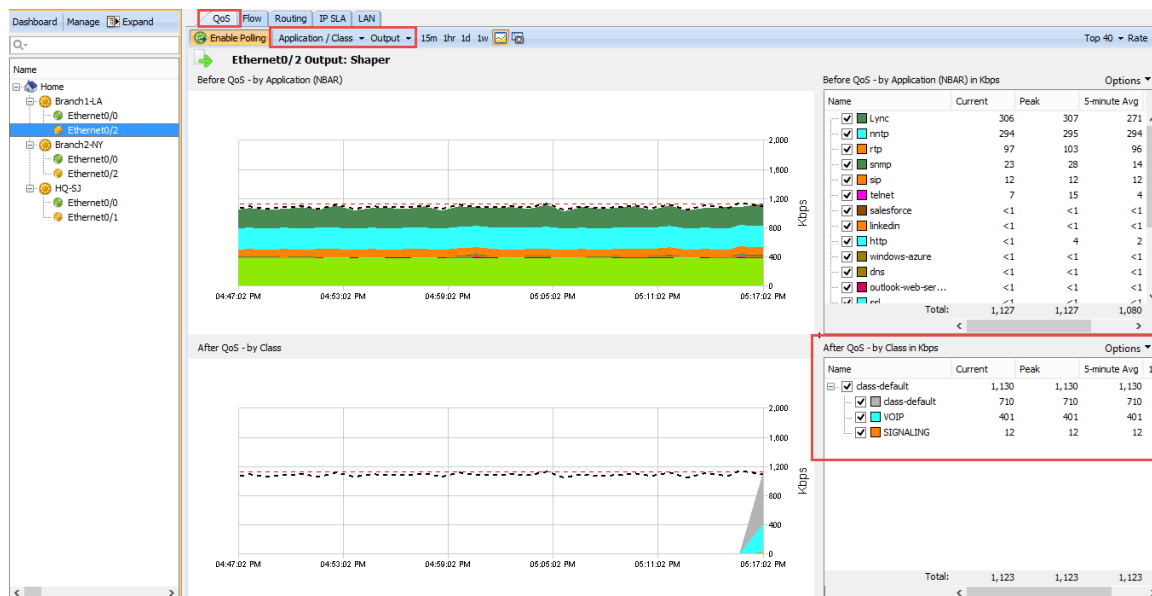 Dashboard Manage Expand
QoS Flow Routing IP SLA LAN
Enable Polling Application / Class Output 15m 1hr 1d 1w Top 40 Rate
Ethernet0/2 Output: Shaper
Name
Home
Branch1-LA
Ethernet0/0
Ethernet0/2
Branch2-NY
Ethernet0/0
Ethernet0/2
HQ-SJ
Ethernet0/0
Ethernet0/1
Before QoS - by Application (NBAR)
2,000
1,600
1,200
800
400
0
Kbps
04:47:02 PM 04:53:02 PM 04:59:02 PM 05:05:02 PM 05:11:02 PM 05:17:02 PM
Before QoS - by Application (NBAR) in Kbps Options
Name Current Peak 5-minute Avg
Lync 306 307 271
nntp 294 295 294
rtp 97 103 96
snmp 23 28 14
sip 12 12 12
telnet 7 15 4
salesforce <1 <1 <1
linkedin <1 <1 <1
http <1 4 2
windows-azure <1 <1 <1
dns <1 <1 <1
outlook-web-ser... <1 <1 <1
ssl <1 <1 <1
Total: 1,127 1,127 1,080
After QoS - by Class
2,000
1,600
1,200
800
400
0
Kbps
04:47:02 PM 04:53:02 PM 04:59:02 PM 05:05:02 PM 05:11:02 PM 05:17:02 PM
After QoS - by Class in Kbps Options
Name Current Peak 5-minute Avg 1
class-default 1,130 1,130 1,130
class-default 710 710 710
VOIP 401 401 401
SIGNALING 12 12 12
Total: 1,123 1,123 1,123